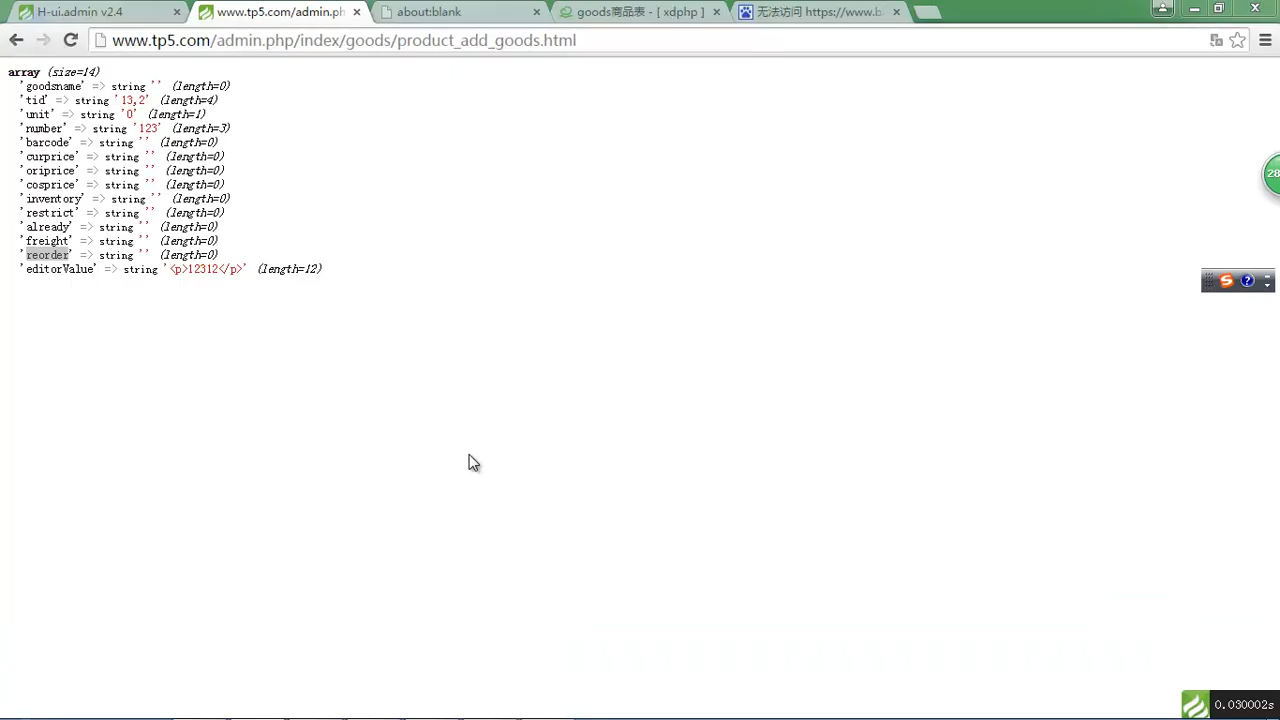 H-ui.admin v2.4
www.tp5.com/admin.ph
about:blank
goods商品表 - [ xdphp ]
无法访问 https://www.b
www.tp5.com/admin.php/index/goods/product_add_goods.html
array (size=14)
'goodsname' => string '' (length=0)
'tid' => string '13,2' (length=4)
'unit' => string '0' (length=1)
'number' => string '123' (length=3)
'barcode' => string '' (length=0)
'curprice' => string '' (length=0)
'oriprice' => string '' (length=0)
'cosprice' => string '' (length=0)
'inventory' => string '' (length=0)
'restrict' => string '' (length=0)
'already' => string '' (length=0)
'freight' => string '' (length=0)
'reorder' => string '' (length=0)
'editorValue' => string '<p>12312</p>' (length=12)
28
0.030002s